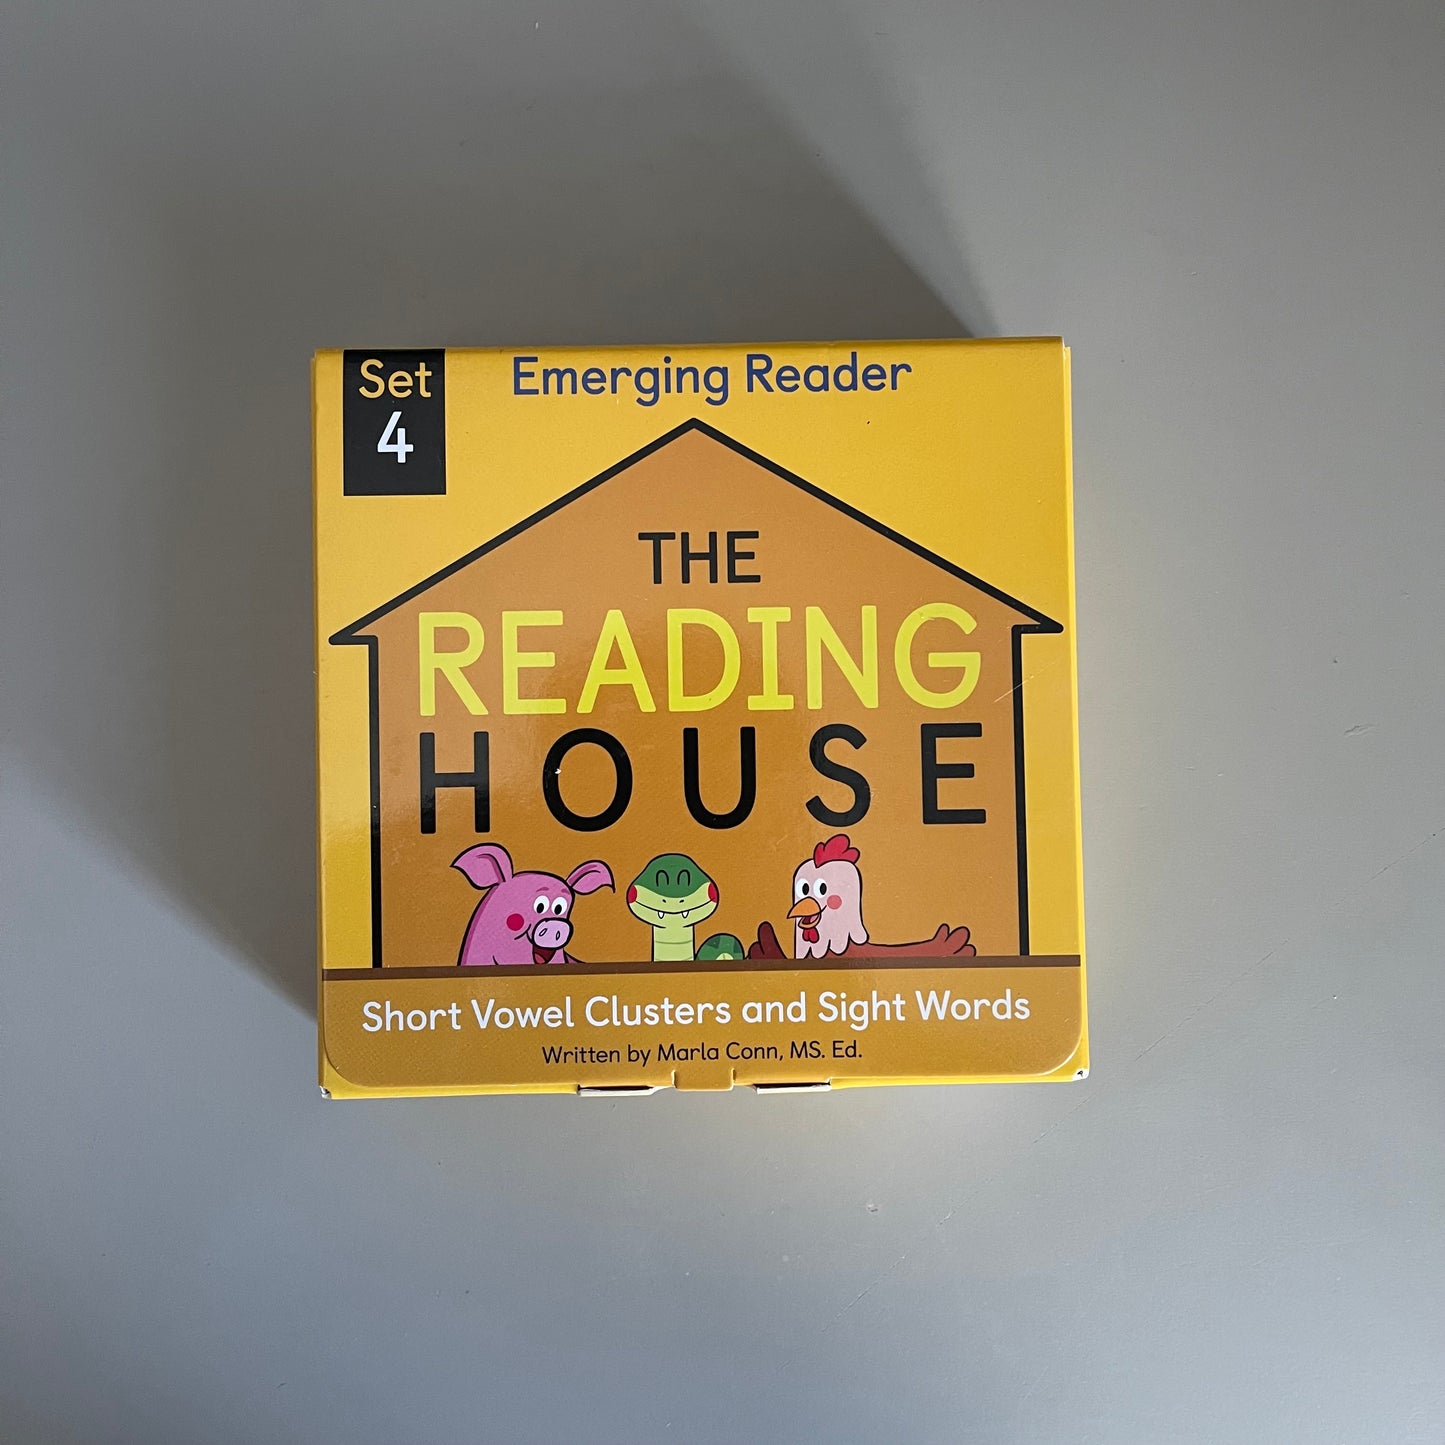 Set
4
Emerging Reader
THE
READING
HOUSE
Short Vowel Clusters and Sight Words
Written by Marla Conn, MS. Ed.